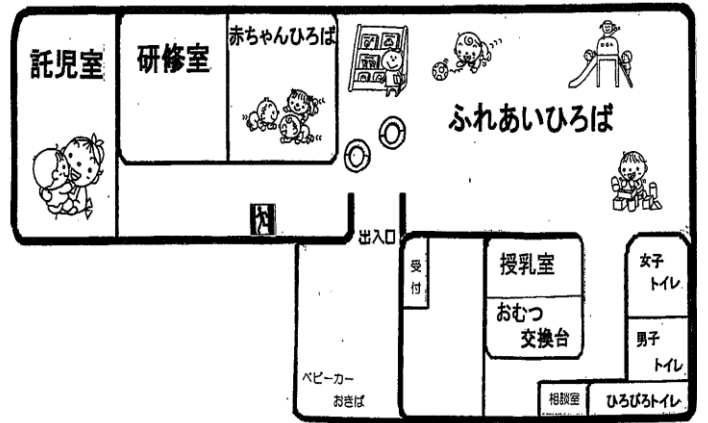 託児室
研修室
赤ちゃんひろば
ふれあいひろば
出入口
受付
授乳室
おむつ
交換台
女子
トイレ
男子
トイレ
ベビーカー
おきば
相談室
ひろびろトイレ